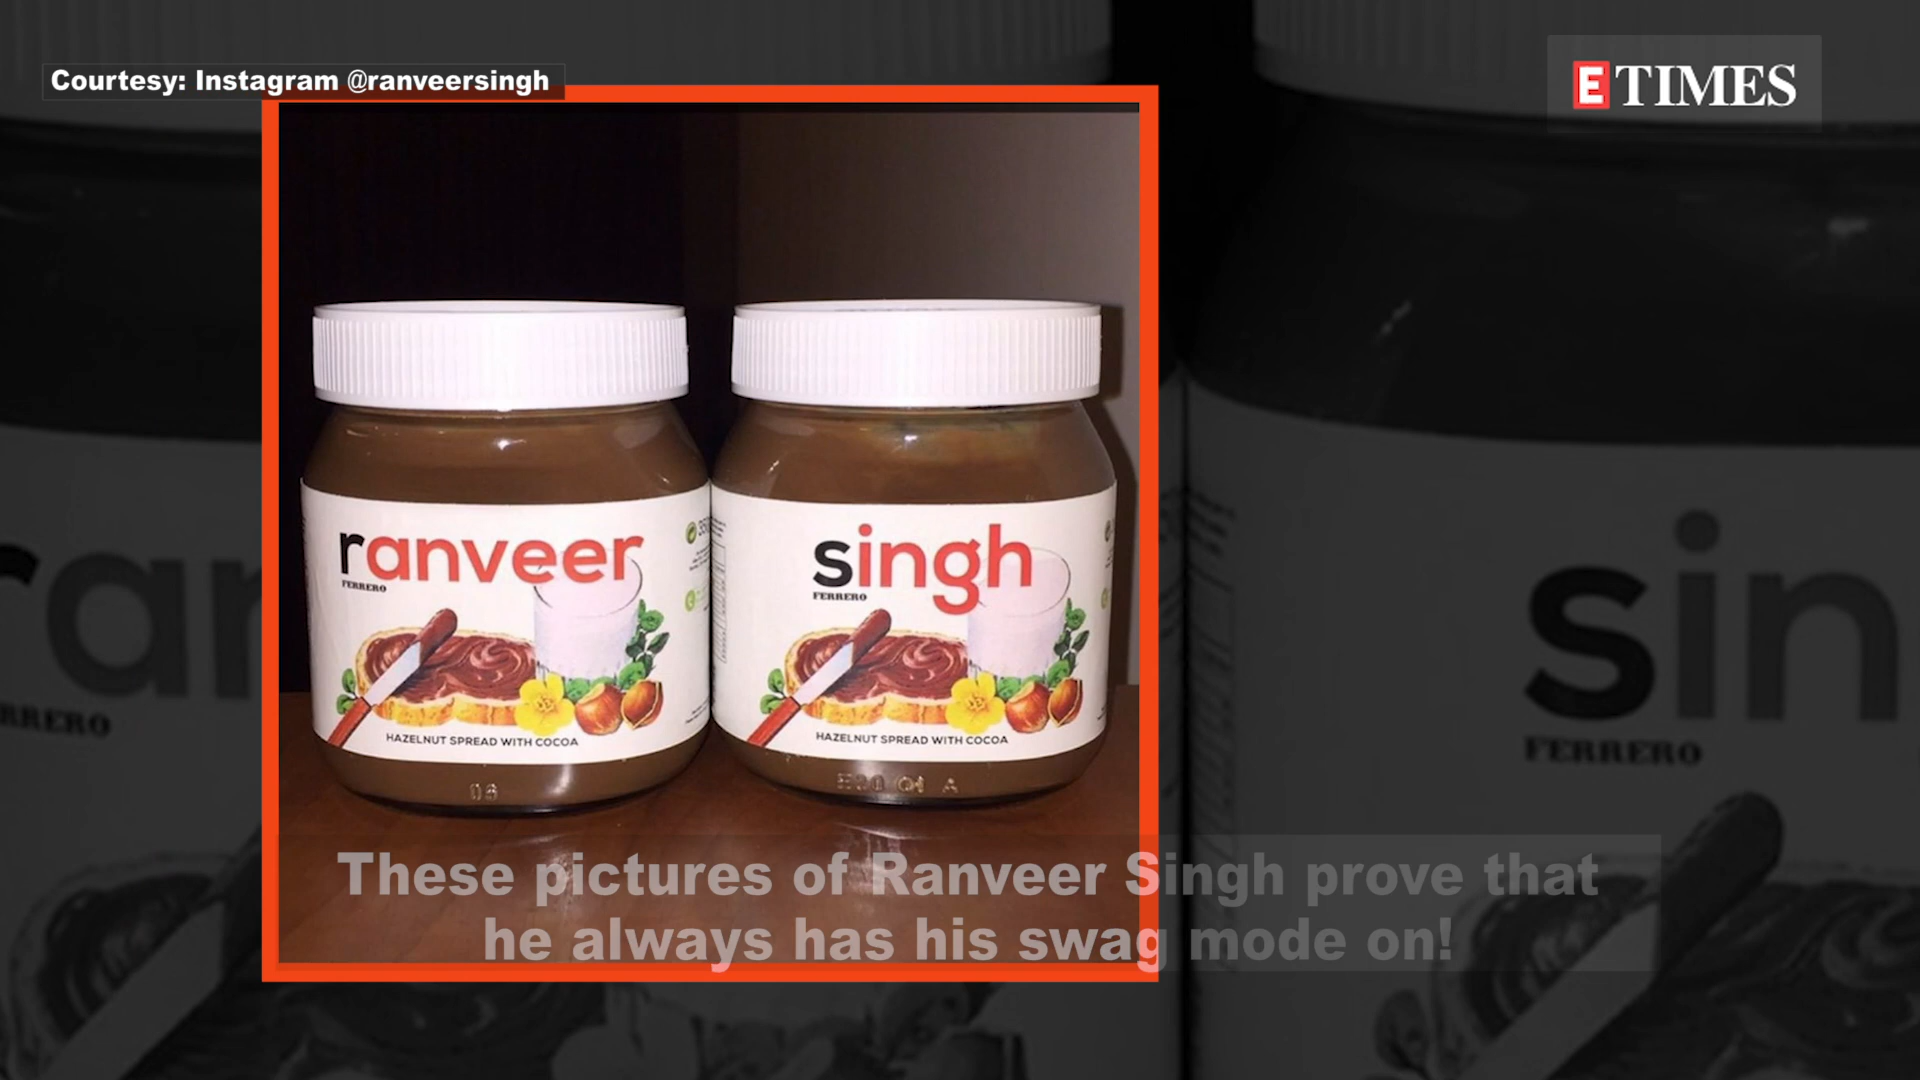 Courtesy: Instagram @ranveersingh
E TIMES
ranveer
FERRERO
HAZELNUT SPREAD WITH COCOA
singh
FERRERO
HAZELNUT SPREAD WITH COCOA
These pictures of Ranveer Singh prove that
he always has his swag mode on!